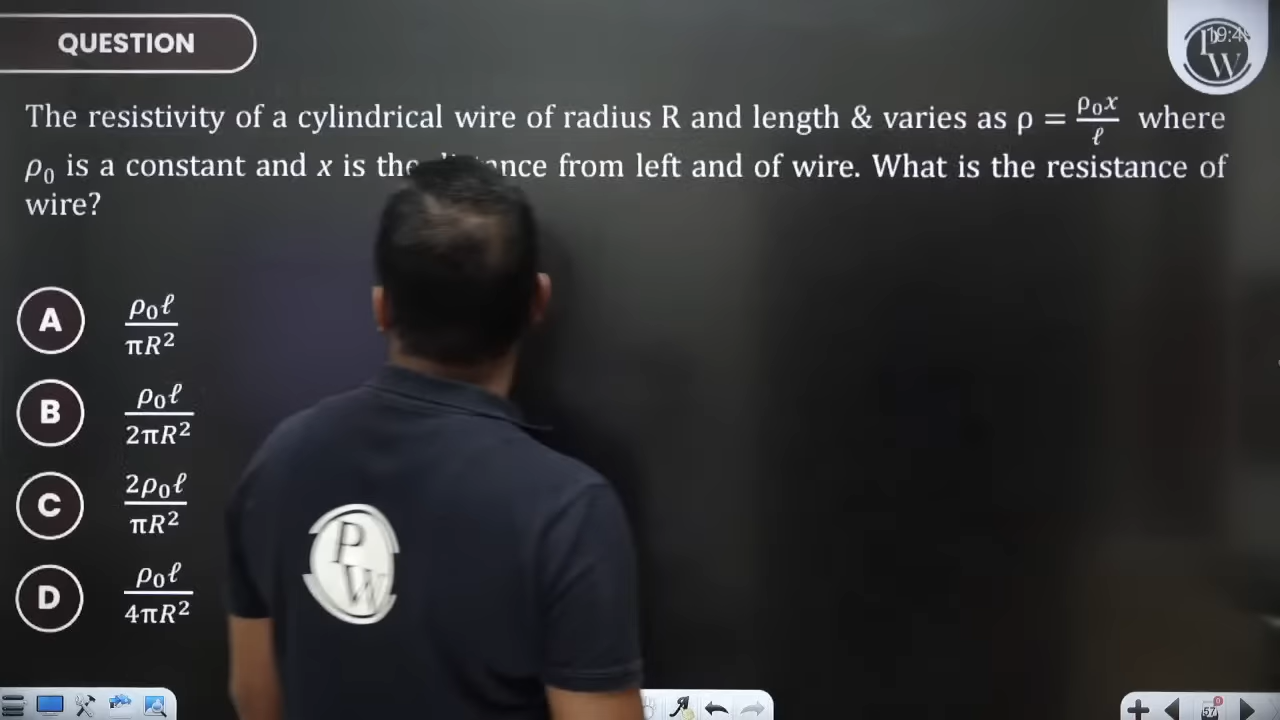 QUESTION
The resistivity of a cylindrical wire of radius R and length & varies as ρ = ρ₀x/ℓ where
ρ₀ is a constant and x is the from left and of wire. What is the resistance of
wire?
A ρ₀ℓ/πR²
B ρ₀ℓ/2πR²
C 2ρ₀ℓ/πR²
D ρ₀ℓ/4πR²
PW
PW
57